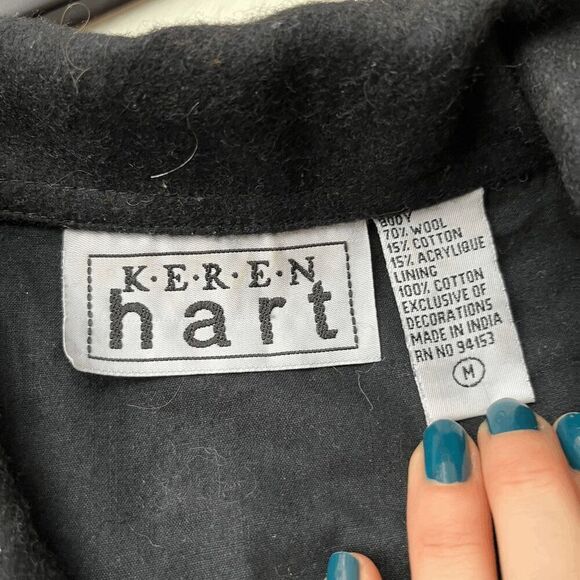 K·E·R·E·N
hart
BODY
70% WOOL
15% COTTON
15% ACRYLIQUE
LINING
100% COTTON
EXCLUSIVE OF
DECORATIONS
MADE IN INDIA
RN NO 94153
M